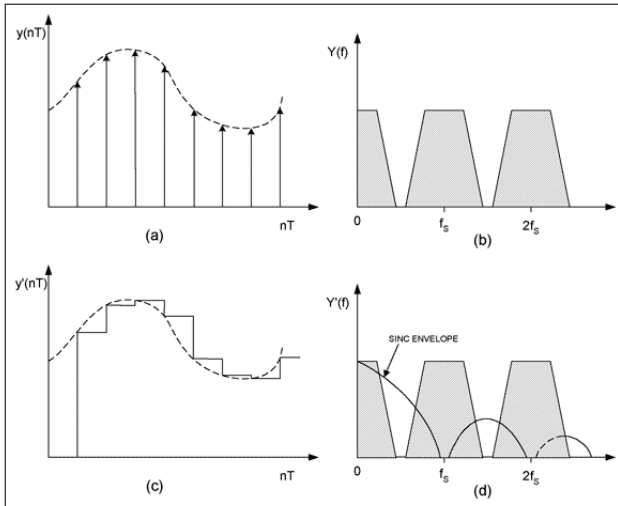 y(nT)
nT
(a)
Y(f)
0
fS
2fS
(b)
y'(nT)
nT
(c)
Y'(f)
SINC ENVELOPE
0
fS
2fS
(d)